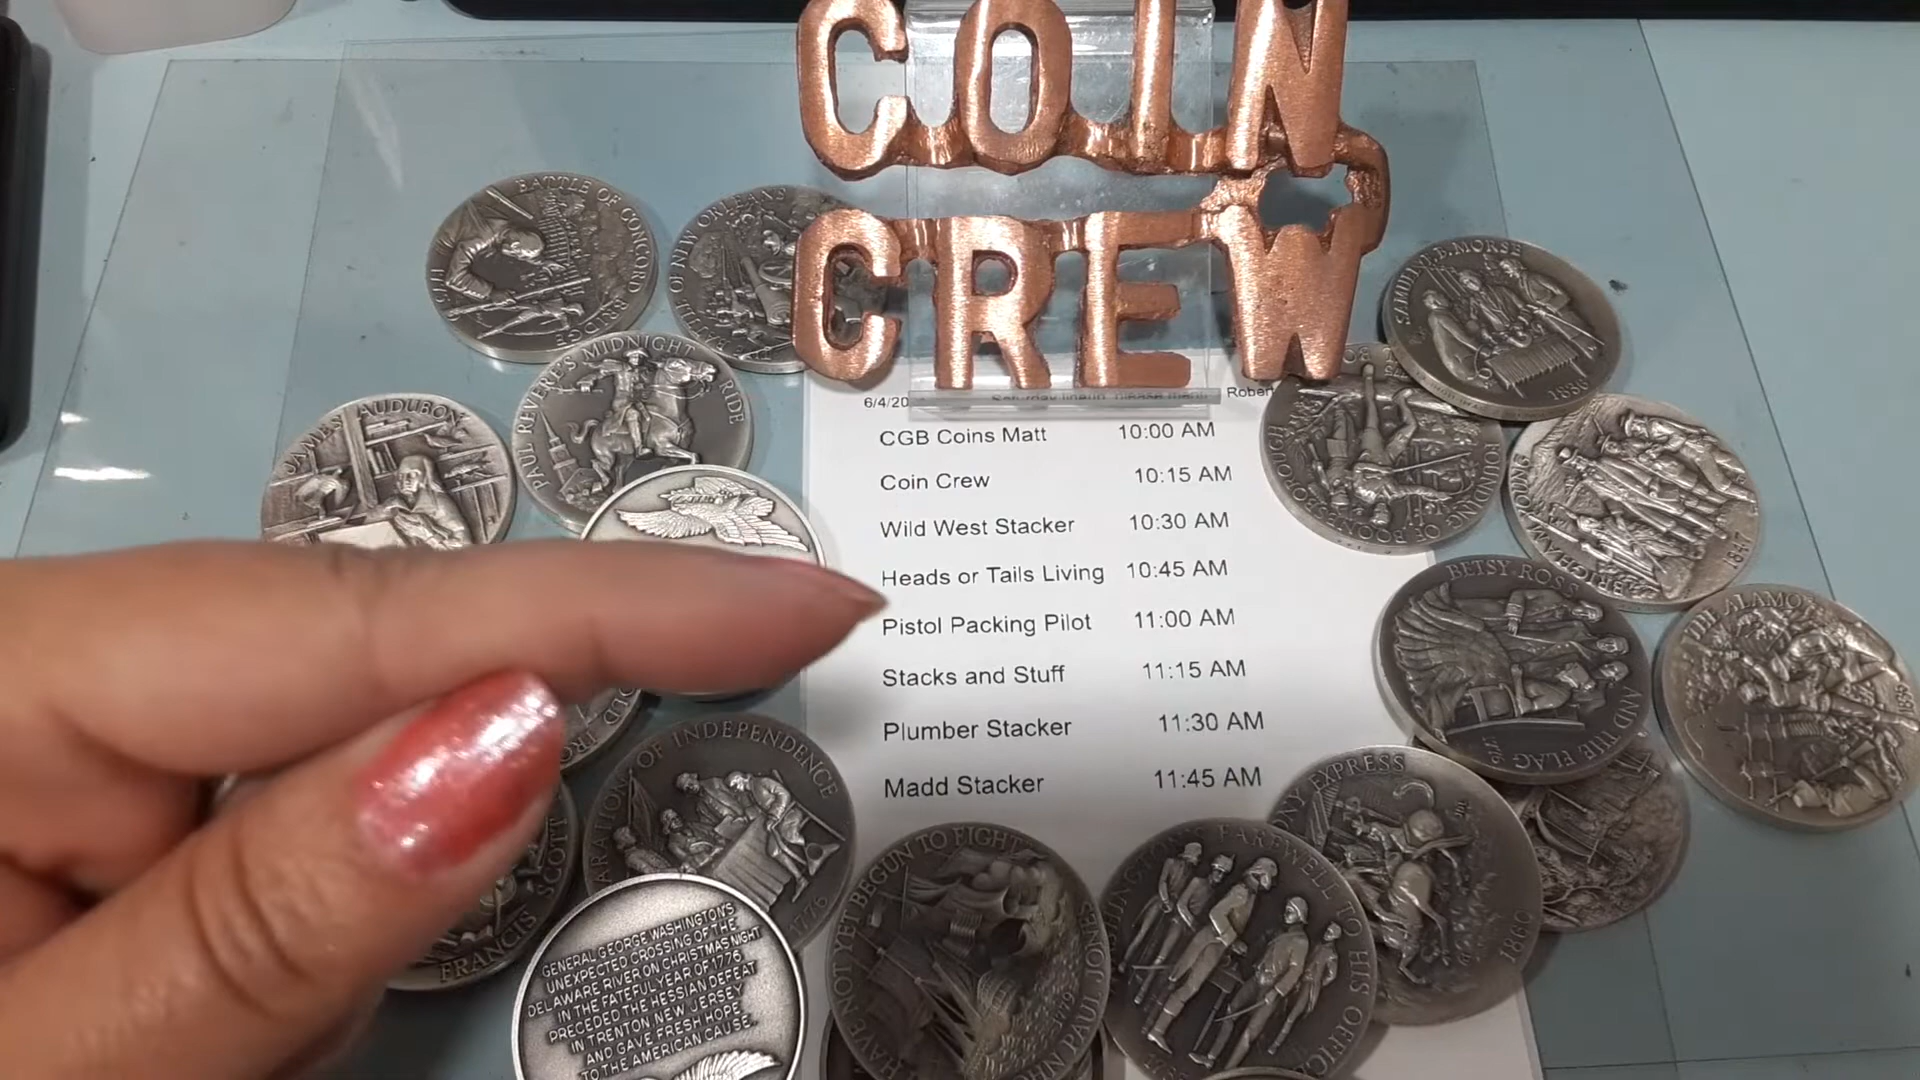 COIN
CREW
BATTLE OF CONCORD BRIDGE
OF NEW ORLEANS
PAUL REVERE'S MIDNIGHT RIDE
JAMES AUDUBON
SAMUEL F.B. MORSE
1886
FOUNDING OF BOONESBOROUGH
BRIGHAM YOUNG
1847
BETSY ROSS AND THE FLAG
THE ALAMO
6/4/20
Robert
CGB Coins Matt 10:00 AM
Coin Crew 10:15 AM
Wild West Stacker 10:30 AM
Heads or Tails Living 10:45 AM
Pistol Packing Pilot 11:00 AM
Stacks and Stuff 11:15 AM
Plumber Stacker 11:30 AM
Madd Stacker 11:45 AM
ARATION OF INDEPENDENCE
1776
FRANCIS SCOTT
GENERAL GEORGE WASHINGTON'S
UNEXPECTED CROSSING OF THE
DELAWARE RIVER ON CHRISTMAS NIGHT
IN THE FATEFUL YEAR OF 1776
PRECEDED THE HESSIAN DEFEAT
IN TRENTON NEW JERSEY
AND GAVE FRESH HOPE
TO THE AMERICAN CAUSE.
I HAVE NOT YET BEGUN TO FIGHT
JOHN PAUL JONES
1779
FAREWELL TO HIS OFFIC
PONY EXPRESS
1860